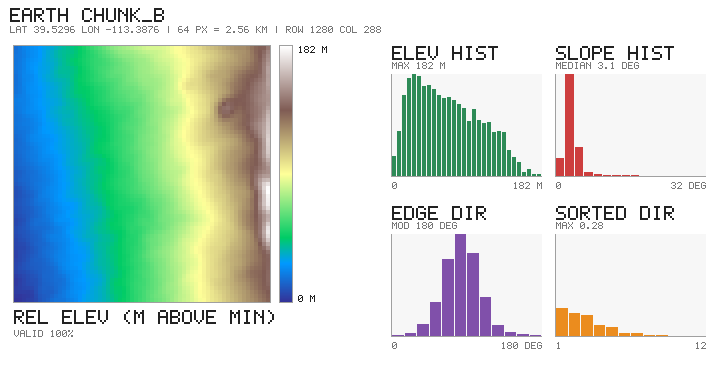 EARTH CHUNK_B
LAT 39.5296 LON -113.3876 | 64 PX = 2.56 KM | ROW 1280 COL 288
182 M
0 M
REL ELEV (M ABOVE MIN)
VALID 100%
ELEV HIST
MAX 182 M
0 182 M
SLOPE HIST
MEDIAN 3.1 DEG
0 32 DEG
EDGE DIR
MOD 180 DEG
0 180 DEG
SORTED DIR
MAX 0.28
1 12